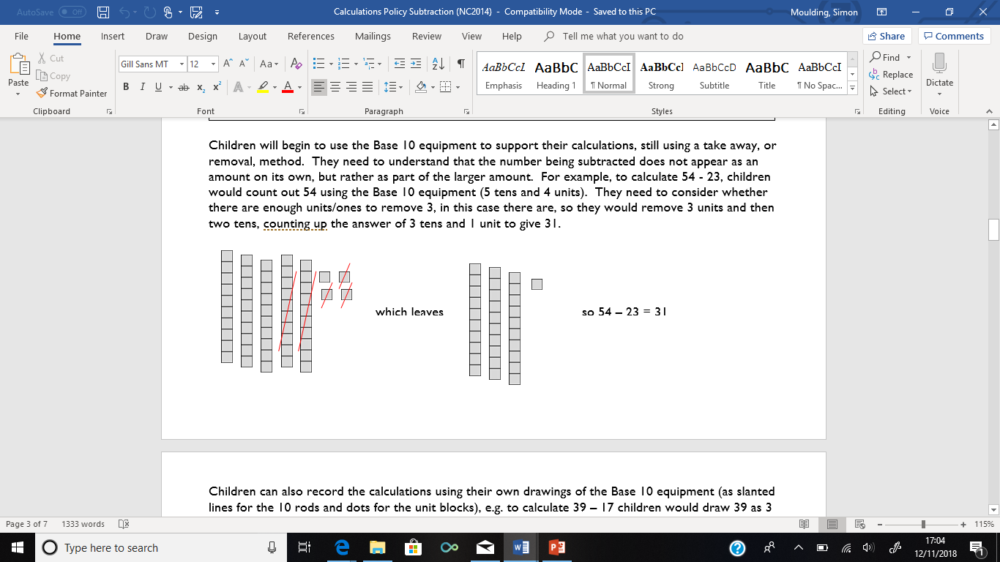 AutoSave Off Calculations Policy Subtraction (NC2014) - Compatibility Mode - Saved to this PC Moulding, Simon
File Home Insert Draw Design Layout References Mailings Review View Help Tell me what you want to do Share Comments
Paste
Cut
Copy
Format Painter
Clipboard
Gill Sans MT 12 A A Aa A
B I U ab x2 x2 A A
Font
Paragraph
AaBbCcI AaBbC AaBbCcI AaBbCcI AaBbCcD AaBbC AaBbCcI
Emphasis Heading 1 ¶ Normal Strong Subtitle Title ¶ No Spac...
Styles
Find
Replace
Select
Editing
Dictate
Voice
Children will begin to use the Base 10 equipment to support their calculations, still using a take away, or
removal, method. They need to understand that the number being subtracted does not appear as an
amount on its own, but rather as part of the larger amount. For example, to calculate 54 - 23, children
would count out 54 using the Base 10 equipment (5 tens and 4 units). They need to consider whether
there are enough units/ones to remove 3, in this case there are, so they would remove 3 units and then
two tens, counting up the answer of 3 tens and 1 unit to give 31.
which leaves so 54 – 23 = 31
Children can also record the calculations using their own drawings of the Base 10 equipment (as slanted
lines for the 10 rods and dots for the unit blocks), e.g. to calculate 39 – 17 children would draw 39 as 3
Page 3 of 7 1333 words 115%
Type here to search
17:04
12/11/2018